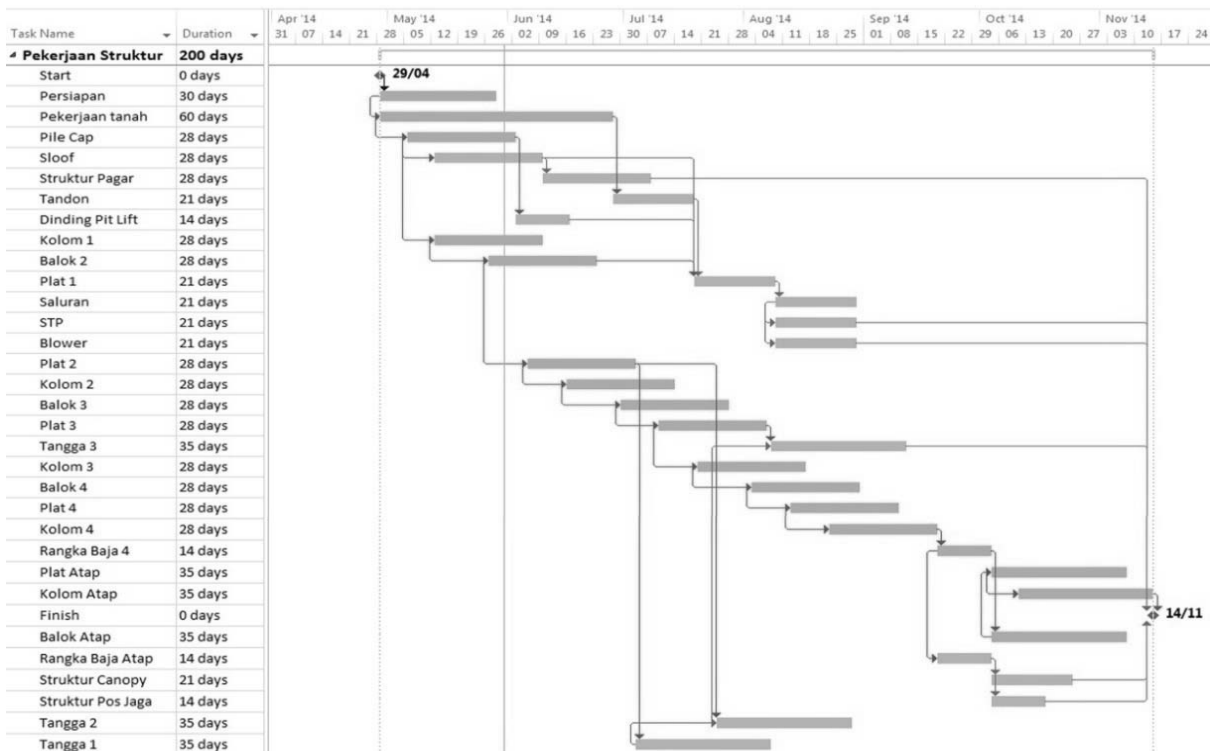 Apr '14 May '14 Jun '14 Jul '14 Aug '14 Sep '14 Oct '14 Nov '14
Task Name Duration 31 07 14 21 28 05 12 19 26 02 09 16 23 30 07 14 21 28 04 11 18 25 01 08 15 22 29 06 13 20 27 03 10 17 24
Pekerjaan Struktur 200 days
Start 0 days 29/04
Persiapan 30 days
Pekerjaan tanah 60 days
Pile Cap 28 days
Sloof 28 days
Struktur Pagar 28 days
Tandon 21 days
Dinding Pit Lift 14 days
Kolom 1 28 days
Balok 2 28 days
Plat 1 21 days
Saluran 21 days
STP 21 days
Blower 21 days
Plat 2 28 days
Kolom 2 28 days
Balok 3 28 days
Plat 3 28 days
Tangga 3 35 days
Kolom 3 28 days
Balok 4 28 days
Plat 4 28 days
Kolom 4 28 days
Rangka Baja 4 14 days
Plat Atap 35 days
Kolom Atap 35 days
Finish 0 days 14/11
Balok Atap 35 days
Rangka Baja Atap 14 days
Struktur Canopy 21 days
Struktur Pos Jaga 14 days
Tangga 2 35 days
Tangga 1 35 days